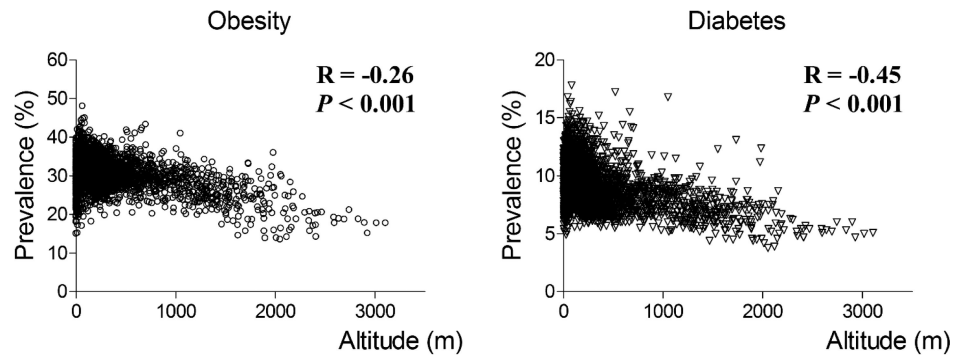 Obesity
60
50
40
30
20
10
0
Prevalence (%)
R = -0.26
P < 0.001
0 1000 2000 3000
Altitude (m)
Diabetes
20
15
10
5
0
Prevalence (%)
R = -0.45
P < 0.001
0 1000 2000 3000
Altitude (m)